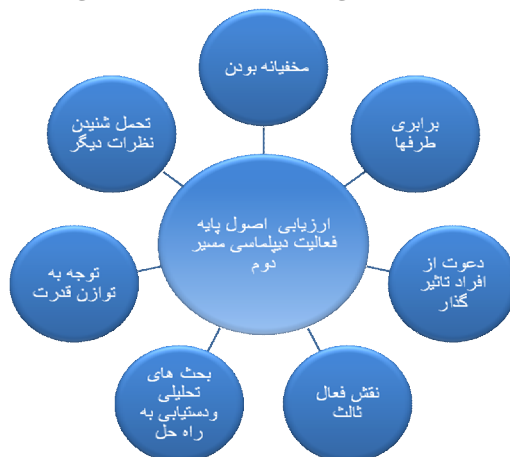 مخفیانه بودن
برابری
طرفها
دعوت از
افراد تاثیر
گذار
نقش فعال
ثالث
بحث های
تحلیلی
ودستیابی به
راه حل
توجه به
توازن قدرت
تحمل شنیدن
نظرات دیگر
ارزیابی اصول پایه
فعالیت دیپلماسی مسیر
دوم